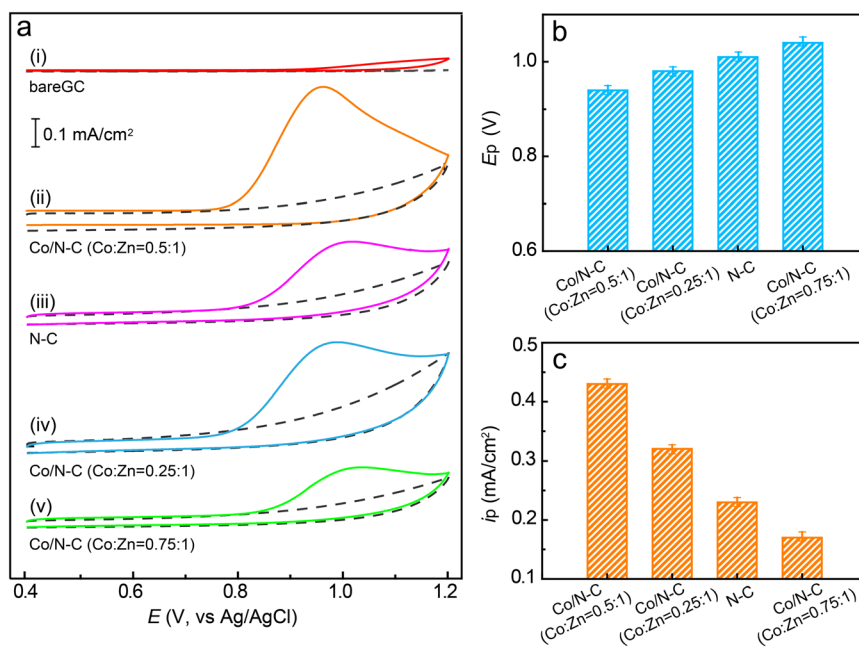 a
(i)
bareGC
0.1 mA/cm²
(ii)
Co/N-C (Co:Zn=0.5:1)
(iii)
N-C
(iv)
Co/N-C (Co:Zn=0.25:1)
(v)
Co/N-C (Co:Zn=0.75:1)
0.4 0.6 0.8 1.0 1.2
E (V, vs Ag/AgCl)
b
1.0
0.8
0.6
Ep (V)
Co/N-C
(Co:Zn=0.5:1)
Co/N-C
(Co:Zn=0.25:1)
N-C
Co/N-C
(Co:Zn=0.75:1)
c
0.5
0.4
0.3
0.2
0.1
ip (mA/cm²)
Co/N-C
(Co:Zn=0.5:1)
Co/N-C
(Co:Zn=0.25:1)
N-C
Co/N-C
(Co:Zn=0.75:1)